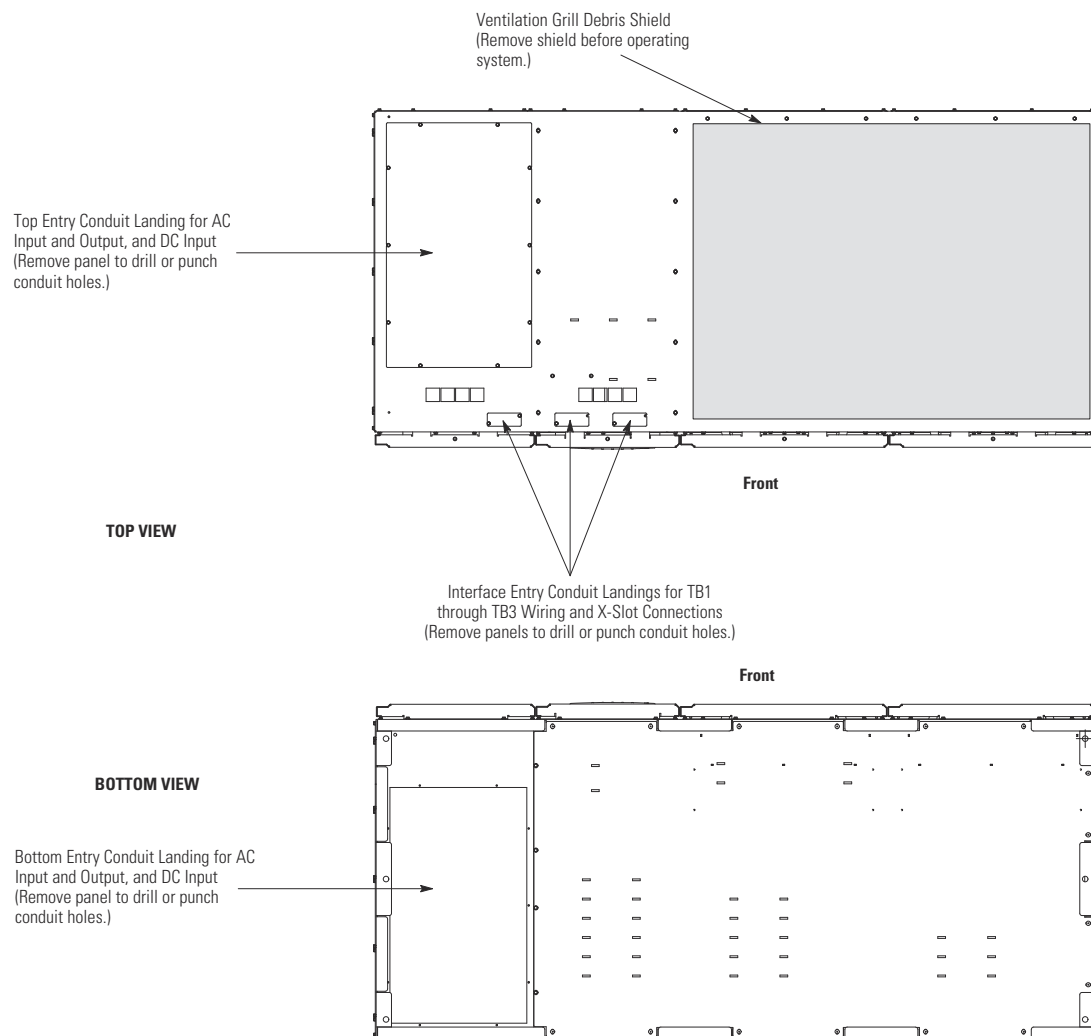 Ventilation Grill Debris Shield
(Remove shield before operating
system.)
Top Entry Conduit Landing for AC
Input and Output, and DC Input
(Remove panel to drill or punch
conduit holes.)
Front
TOP VIEW
Interface Entry Conduit Landings for TB1
through TB3 Wiring and X-Slot Connections
(Remove panels to drill or punch conduit holes.)
Front
BOTTOM VIEW
Bottom Entry Conduit Landing for AC
Input and Output, and DC Input
(Remove panel to drill or punch
conduit holes.)